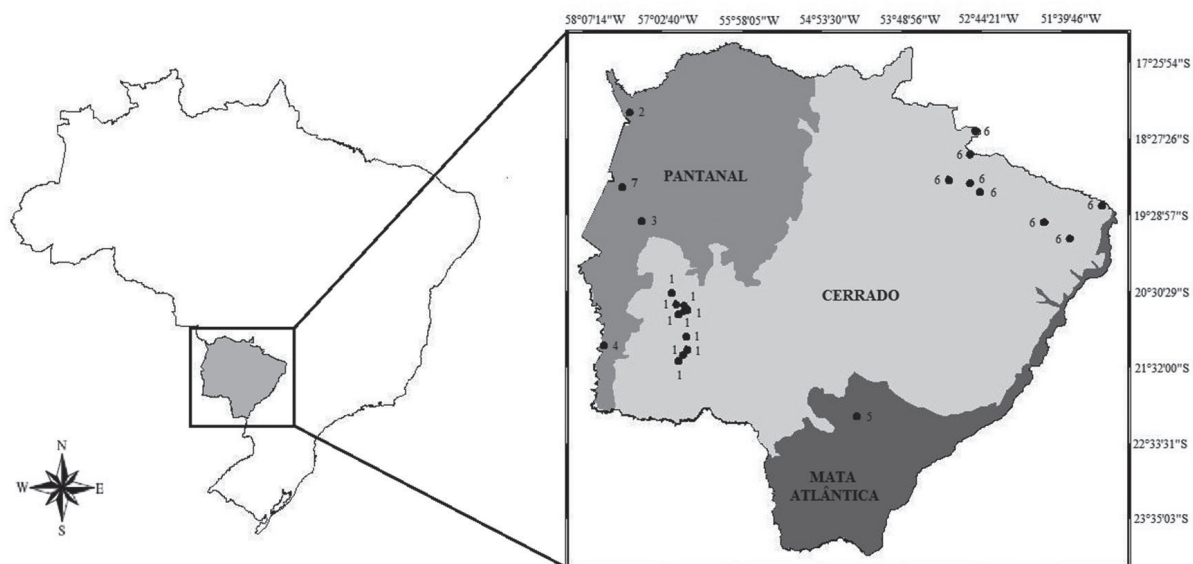 58°07'14"W 57°02'40"W 55°58'05"W 54°53'30"W 53°48'56"W 52°44'21"W 51°39'46"W
17°25'54"S
2
6
18°27'26"S
6
PANTANAL
6 6
7
6
19°28'57"S
6
3
6
6
20°30'29"S
1
CERRADO
1 1
1 1
1
1
4
1 1
21°32'00"S
1
5
22°33'31"S
N
MATA
W E
ATLÂNTICA
23°35'03"S
S